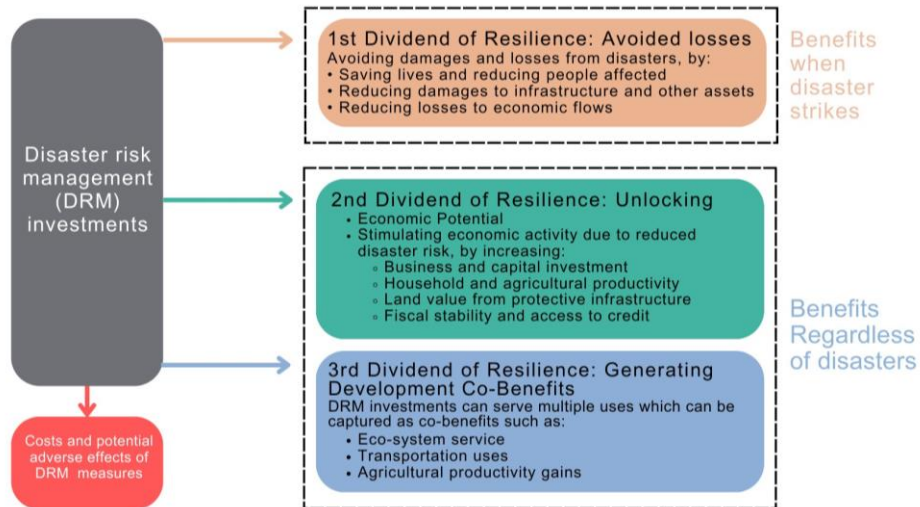 Disaster risk
management
(DRM)
investments
Costs and potential
adverse effects of
DRM measures
1st Dividend of Resilience: Avoided losses
Avoiding damages and losses from disasters, by:
• Saving lives and reducing people affected
• Reducing damages to infrastructure and other assets
• Reducing losses to economic flows
Benefits
when
disaster
strikes
2nd Dividend of Resilience: Unlocking
• Economic Potential
• Stimulating economic activity due to reduced
disaster risk, by increasing:
◦ Business and capital investment
◦ Household and agricultural productivity
◦ Land value from protective infrastructure
◦ Fiscal stability and access to credit
3rd Dividend of Resilience: Generating
Development Co-Benefits
DRM investments can serve multiple uses which can be
captured as co-benefits such as:
• Eco-system service
• Transportation uses
• Agricultural productivity gains
Benefits
Regardless
of disasters